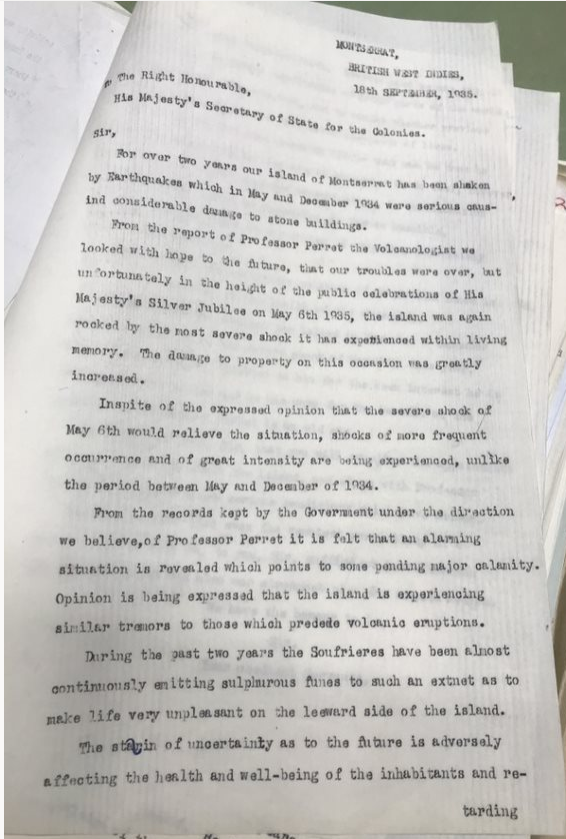 MONTSERRAT,
BRITISH WEST INDIES,
18th SEPTEMBER, 1935.
To The Right Honourable,
His Majesty's Secretary of State for the Colonies.
Sir,
For over two years our island of Montserrat has been shaken
by Earthquakes which in May and December 1934 were serious caus-
ind considerable damage to stone buildings.
From the report of Professor Perret the Volcanologist we
looked with hope to the future, that our troubles were over, but
unfortunately in the height of the public celebrations of His
Majesty's Silver Jubilee on May 6th 1935, the island was again
rocked by the most severe shock it has expeienced within living
memory. The damage to property on this occasion was greatly
increased.
Inspite of the expressed opinion that the severe shock of
May 6th would relieve the situation, shocks of more frequent
occurrence and of great intensity are being experienced, unlike
the period between May and December of 1934.
From the records kept by the Government under the direction
we believe,of Professor Perret it is felt that an alarming
situation is revealed which points to some pending major calamity.
Opinion is being expressed that the island is experiencing
similar tremors to those which predede volcanic eruptions.
During the past two years the Soufrieres have been almost
continuously emitting sulphurous fumes to such an extnet as to
make life very unpleasant on the leeward side of the island.
The strain of uncertainty as to the future is adversely
affecting the health and well-being of the inhabitants and re-
tarding